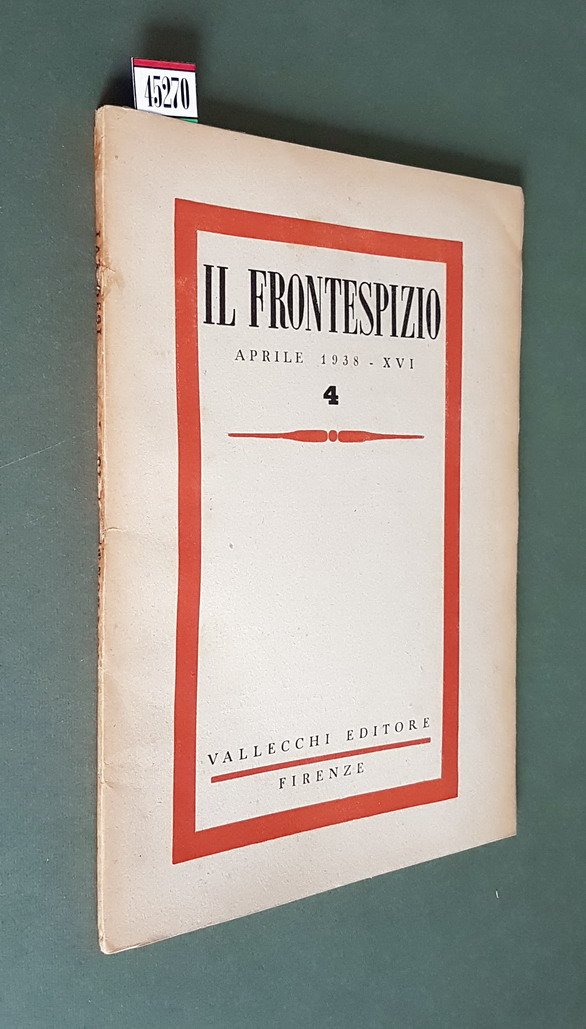 45270
IL FRONTESPIZIO
APRILE 1938 - XVI
4
VALLECCHI EDITORE
FIRENZE